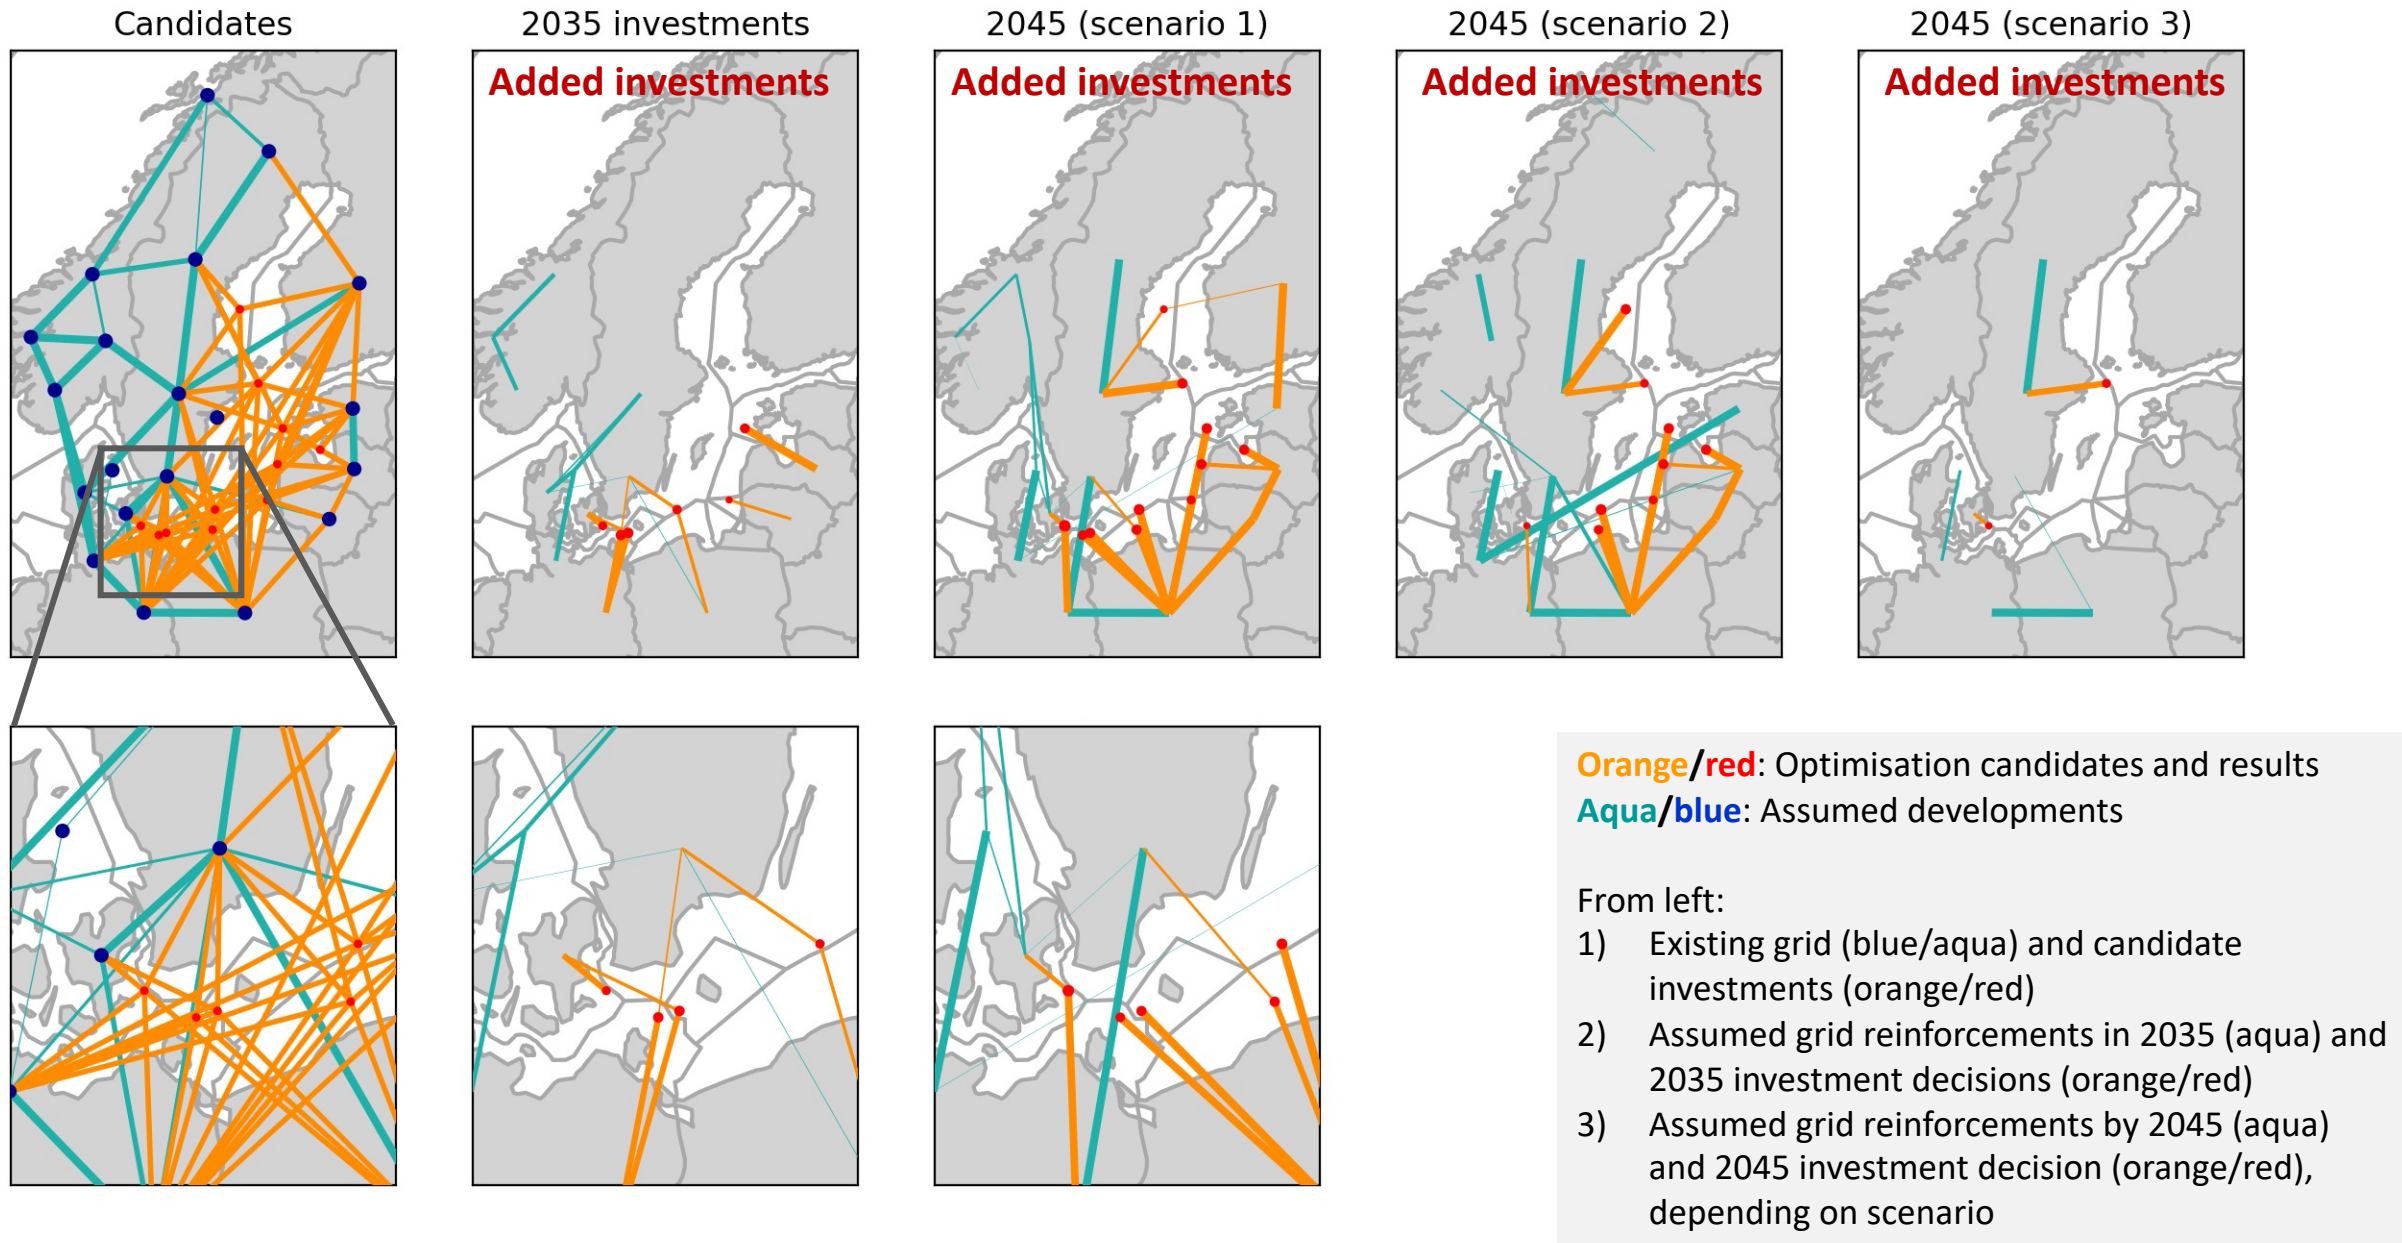 Candidates
2035 investments
2045 (scenario 1)
2045 (scenario 2)
2045 (scenario 3)
Added investments
Added investments
Added investments
Added investments
Orange/red: Optimisation candidates and results
Aqua/blue: Assumed developments
From left:
1) Existing grid (blue/aqua) and candidate
investments (orange/red)
2) Assumed grid reinforcements in 2035 (aqua) and
2035 investment decisions (orange/red)
3) Assumed grid reinforcements by 2045 (aqua)
and 2045 investment decision (orange/red),
depending on scenario